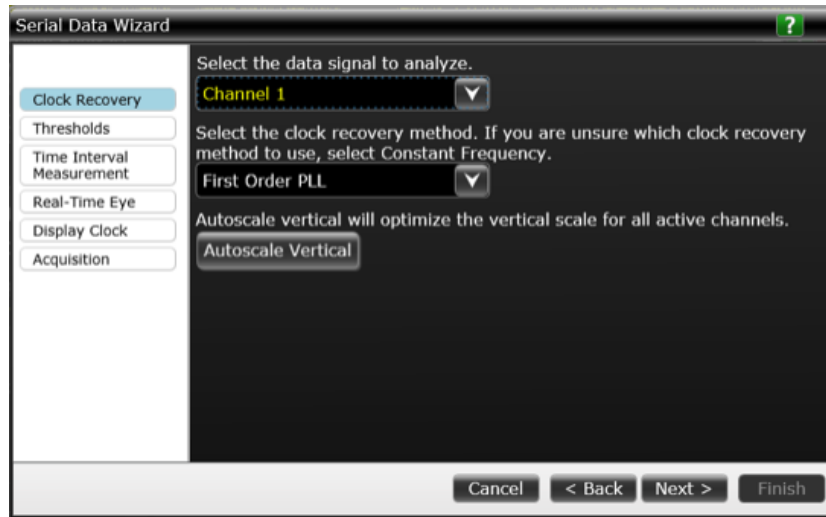 Serial Data Wizard
?
Select the data signal to analyze.
Channel 1
Clock Recovery
Thresholds
Select the clock recovery method. If you are unsure which clock recovery
method to use, select Constant Frequency.
Time Interval
Measurement
First Order PLL
Real-Time Eye
Autoscale vertical will optimize the vertical scale for all active channels.
Display Clock
Autoscale Vertical
Acquisition
Cancel
< Back
Next >
Finish